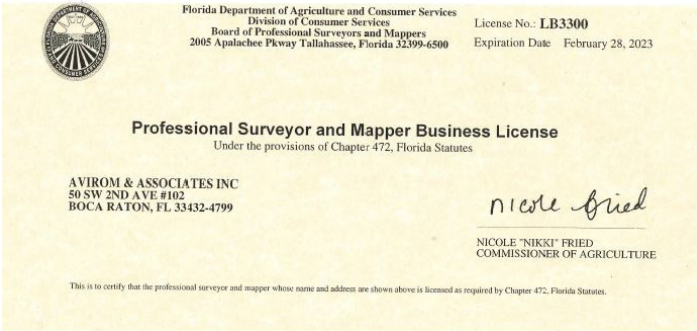 Florida Department of Agriculture and Consumer Services
Division of Consumer Services
Board of Professional Surveyors and Mappers
2005 Apalachee Pkway Tallahassee, Florida 32399-6500
License No.: LB3300
Expiration Date February 28, 2023
Professional Surveyor and Mapper Business License
Under the provisions of Chapter 472, Florida Statutes
AVIROM & ASSOCIATES INC
50 SW 2ND AVE #102
BOCA RATON, FL 33432-4799
Nicole Fried
NICOLE "NIKKI" FRIED
COMMISSIONER OF AGRICULTURE
This is to certify that the professional surveyor and mapper whose name and address are shown above is licensed as required by Chapter 472, Florida Statutes.